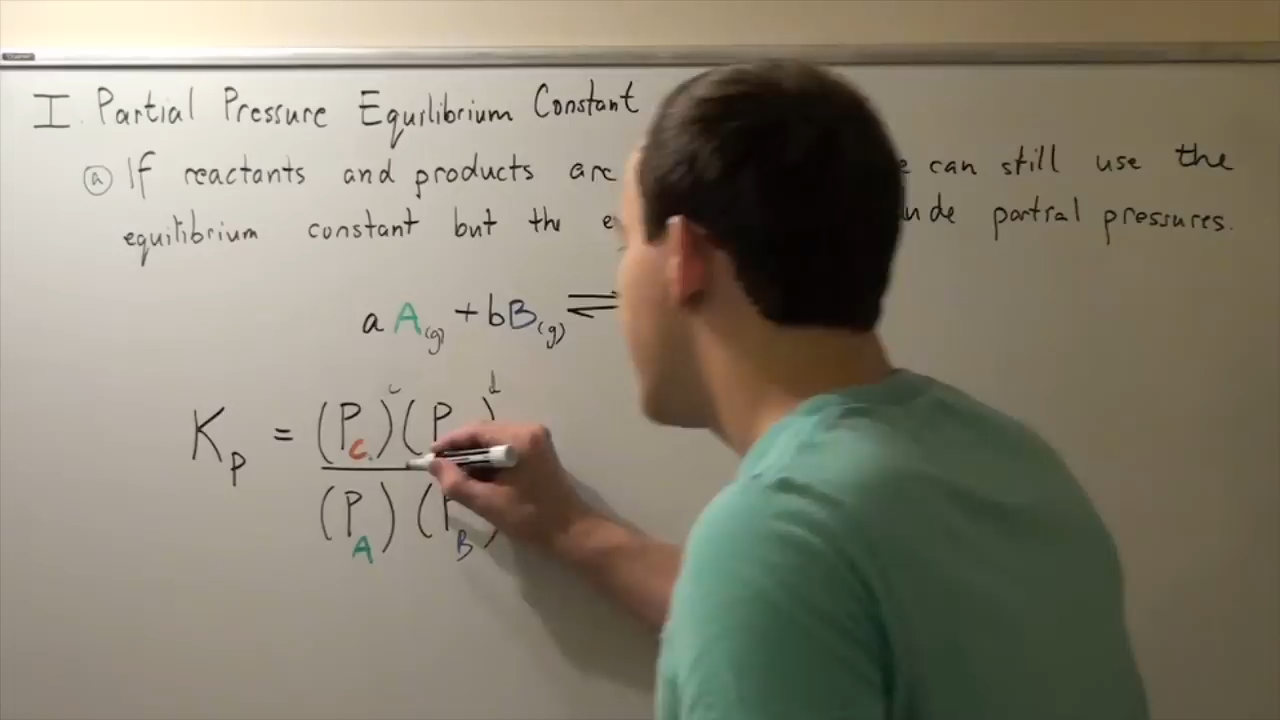 I. Partial Pressure Equilibrium Constant
ⓐ If reactants and products are can still use the
equilibrium constant but the partial pressures.
a A(g) + bB(g) ⇌
Kp = (PC)^c (P )^d
(PA) (PB)